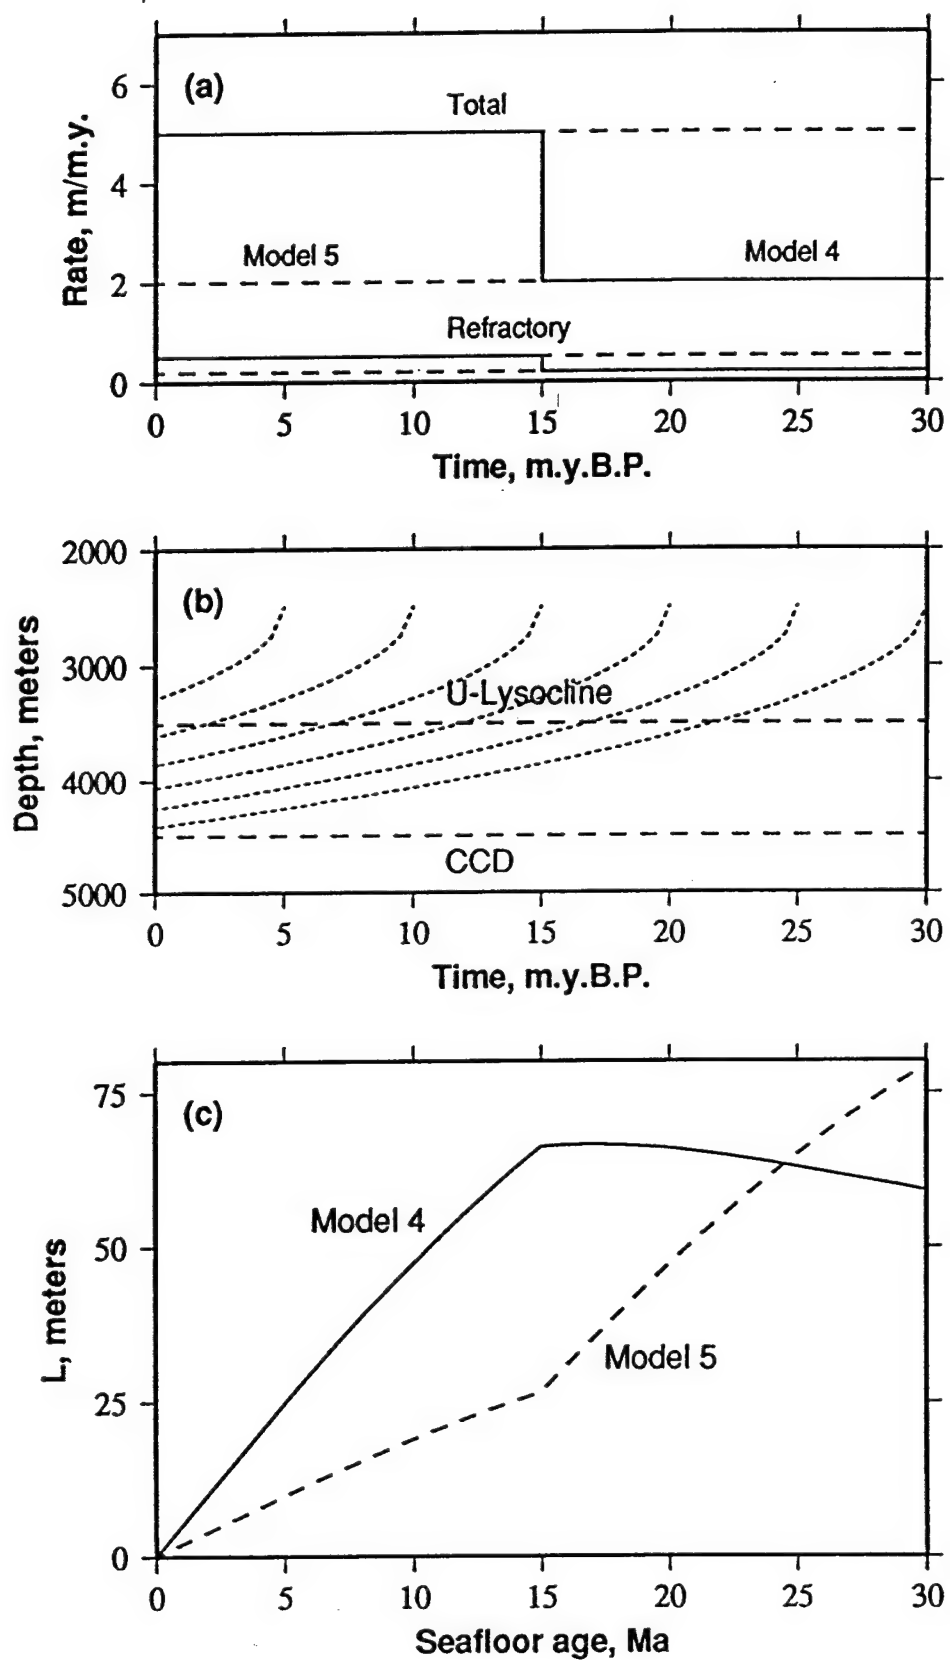 (a)
6
Total
4
Rate, m/m.y.
Model 5
Model 4
2
Refractory
0
0 5 10 15 20 25 30
Time, m.y.B.P.
2000
(b)
3000
U-Lysocline
Depth, meters
4000
CCD
5000
0 5 10 15 20 25 30
Time, m.y.B.P.
75
(c)
Model 4
50
L, meters
Model 5
25
0
0 5 10 15 20 25 30
Seafloor age, Ma